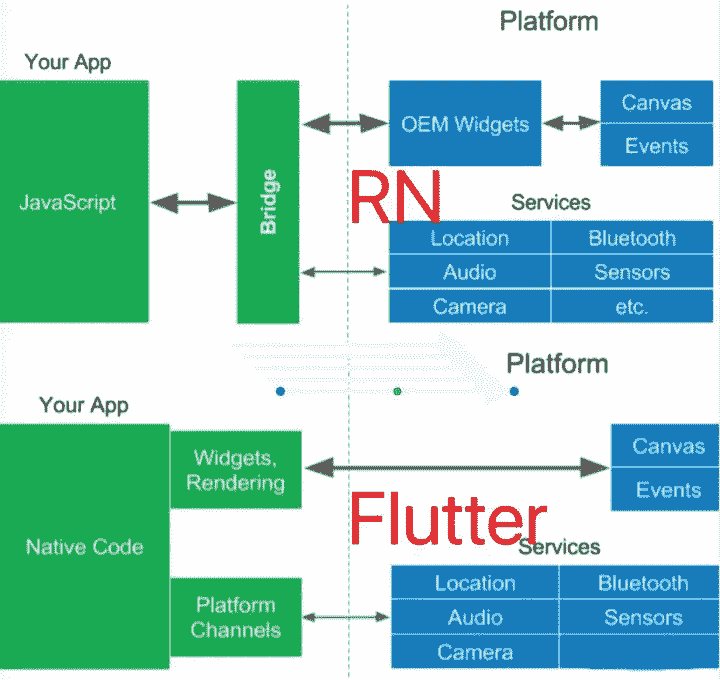 Platform
Your App
JavaScript
Bridge
OEM Widgets
Canvas
Events
RN
Services
Location
Bluetooth
Audio
Sensors
Camera
etc.
Platform
Your App
Native Code
Widgets,
Rendering
Platform
Channels
Canvas
Events
Flutter
Services
Location
Bluetooth
Audio
Sensors
Camera